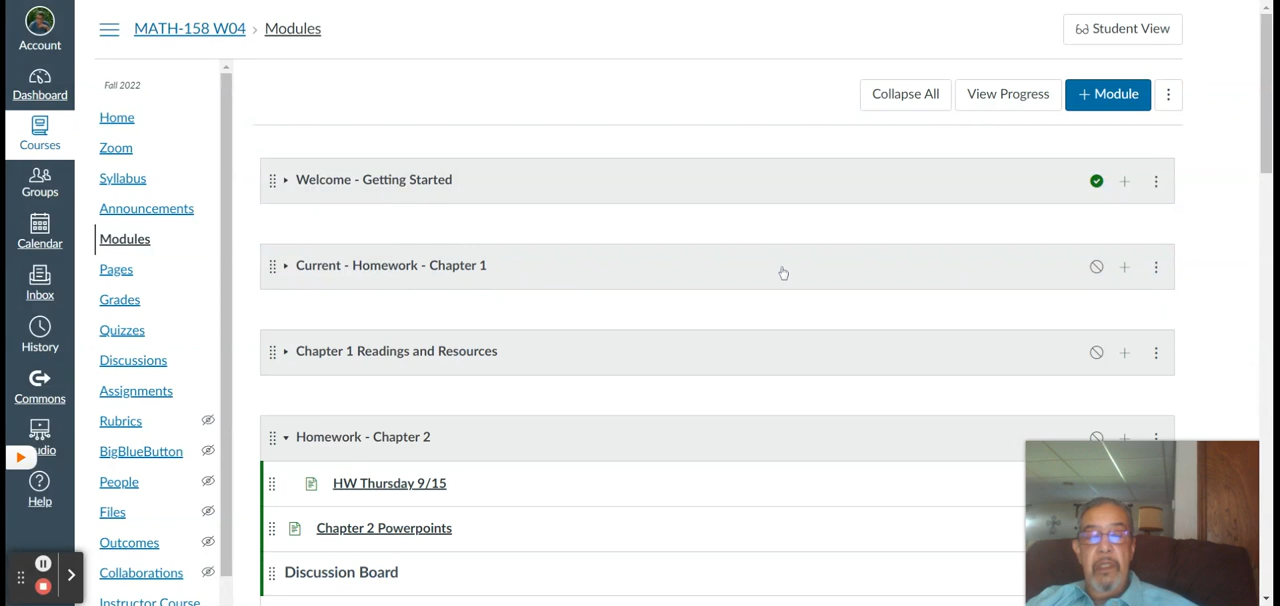 Account
Dashboard
Courses
Groups
Calendar
Inbox
History
Commons
udio
Help
MATH-158 W04 › Modules
Student View
Fall 2022
Home
Zoom
Syllabus
Announcements
Modules
Pages
Grades
Quizzes
Discussions
Assignments
Rubrics
BigBlueButton
People
Files
Outcomes
Collaborations
Instructor Course
Collapse All
View Progress
+ Module
Welcome - Getting Started
Current - Homework - Chapter 1
Chapter 1 Readings and Resources
Homework - Chapter 2
HW Thursday 9/15
Chapter 2 Powerpoints
Discussion Board